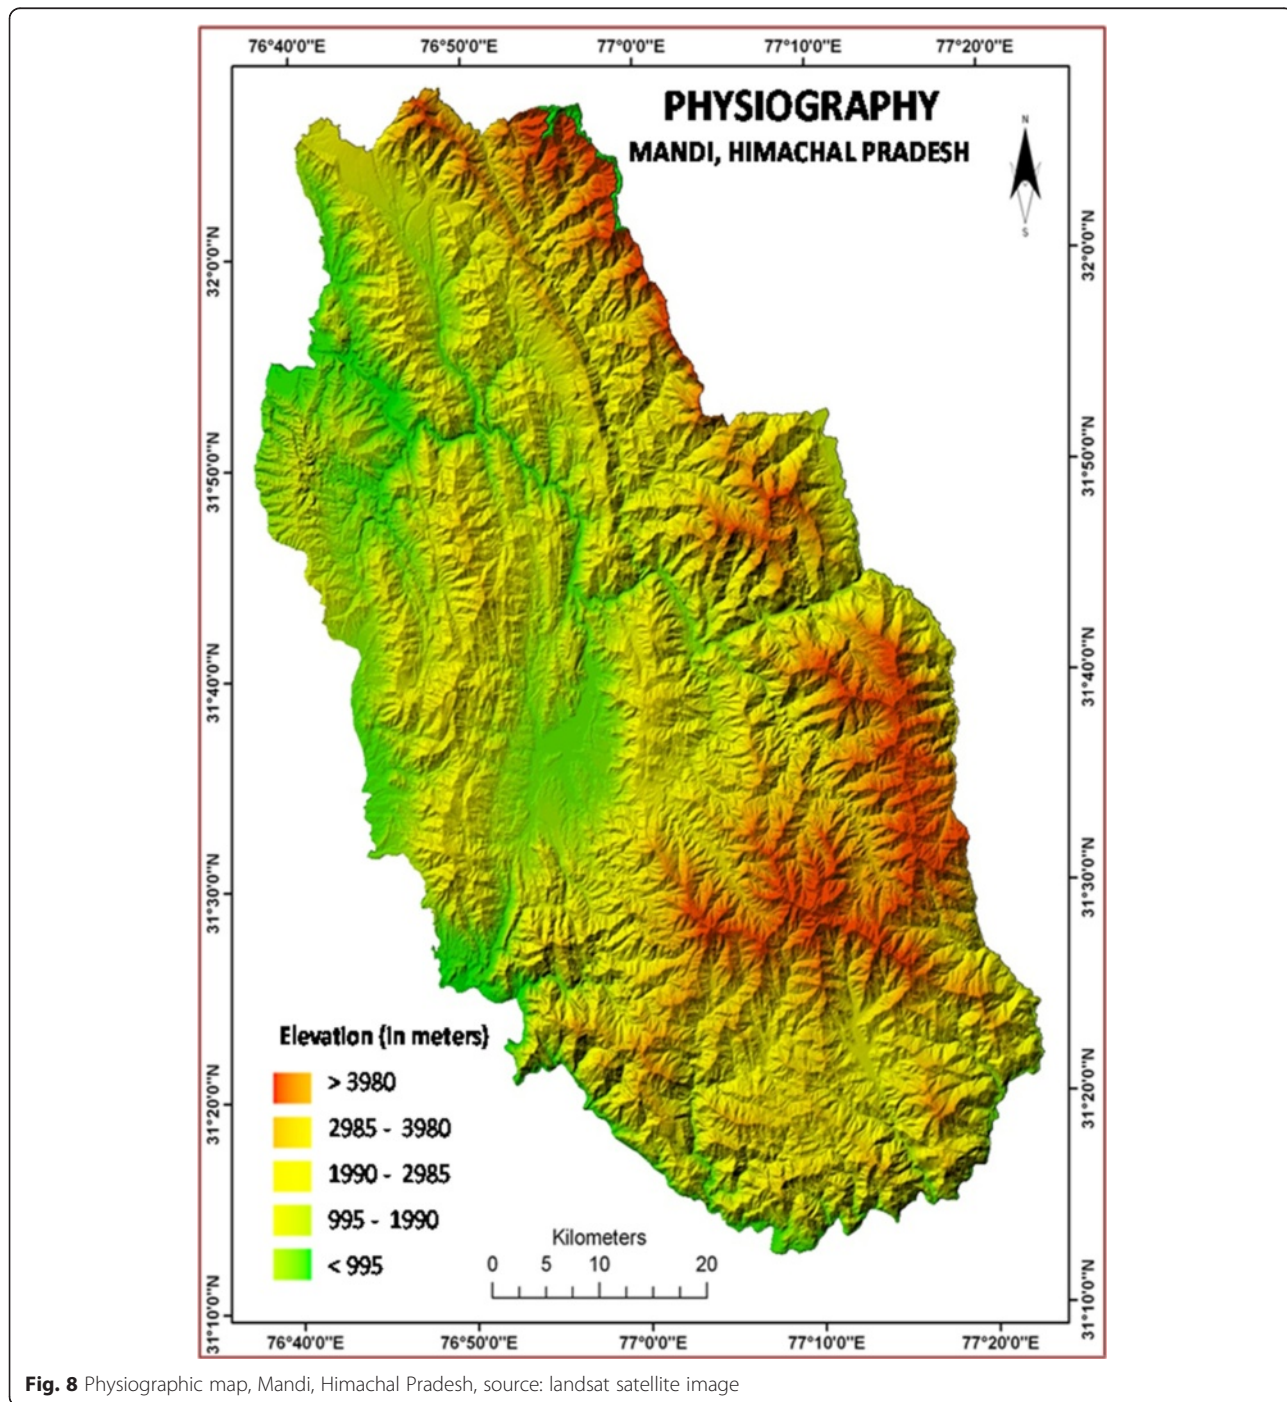 76°40'0"E 76°50'0"E 77°0'0"E 77°10'0"E 77°20'0"E
PHYSIOGRAPHY
MANDI, HIMACHAL PRADESH
N
S
32°0'0"N
31°50'0"N
31°40'0"N
31°30'0"N
31°20'0"N
31°10'0"N
32°0'0"N
31°50'0"N
31°40'0"N
31°30'0"N
31°20'0"N
31°10'0"N
Elevation (in meters)
> 3980
2985 - 3980
1990 - 2985
995 - 1990
< 995
Kilometers
0 5 10 20
76°40'0"E 76°50'0"E 77°0'0"E 77°10'0"E 77°20'0"E
Fig. 8 Physiographic map, Mandi, Himachal Pradesh, source: landsat satellite image